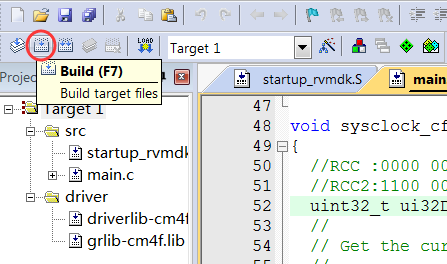 LOAD
Target 1
Build (F7)
Build target files
Projec
startup_rvmdk.S
main
Target 1
src
startup_rvmdk
main.c
driver
driverlib-cm4f
grlib-cm4f.lib
47
48 void sysclock_cf
49 {
50 //RCC :0000 00
51 //RCC2:1100 00
52 uint32_t ui32D
53 //
54 // Get the cur